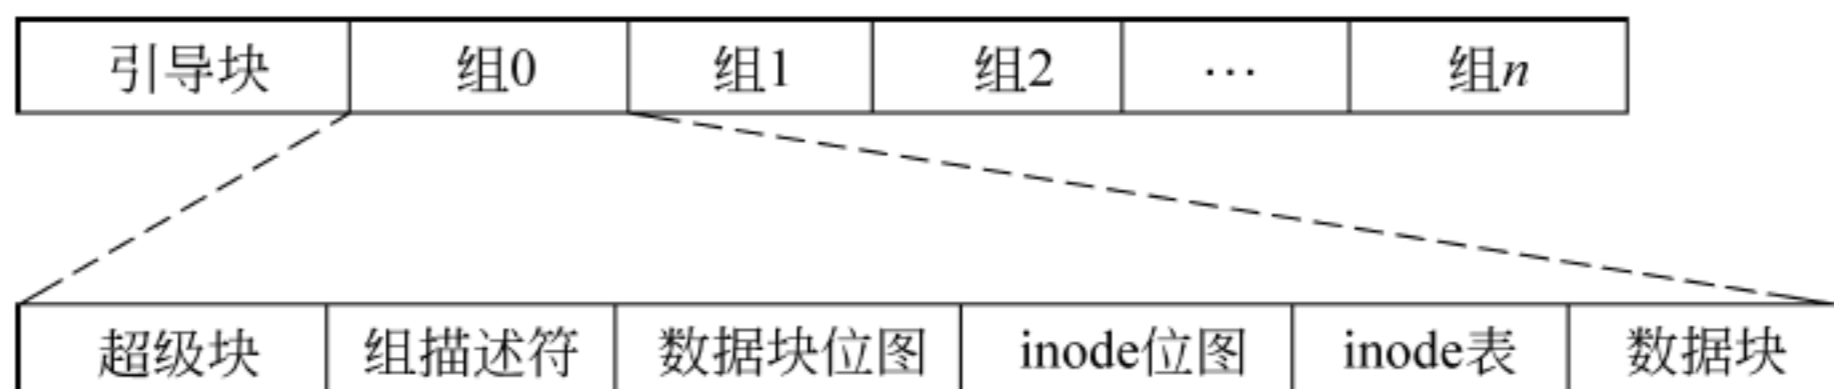 引导块 组0 组1 组2 … 组n
超级块 组描述符 数据块位图 inode位图 inode表 数据块